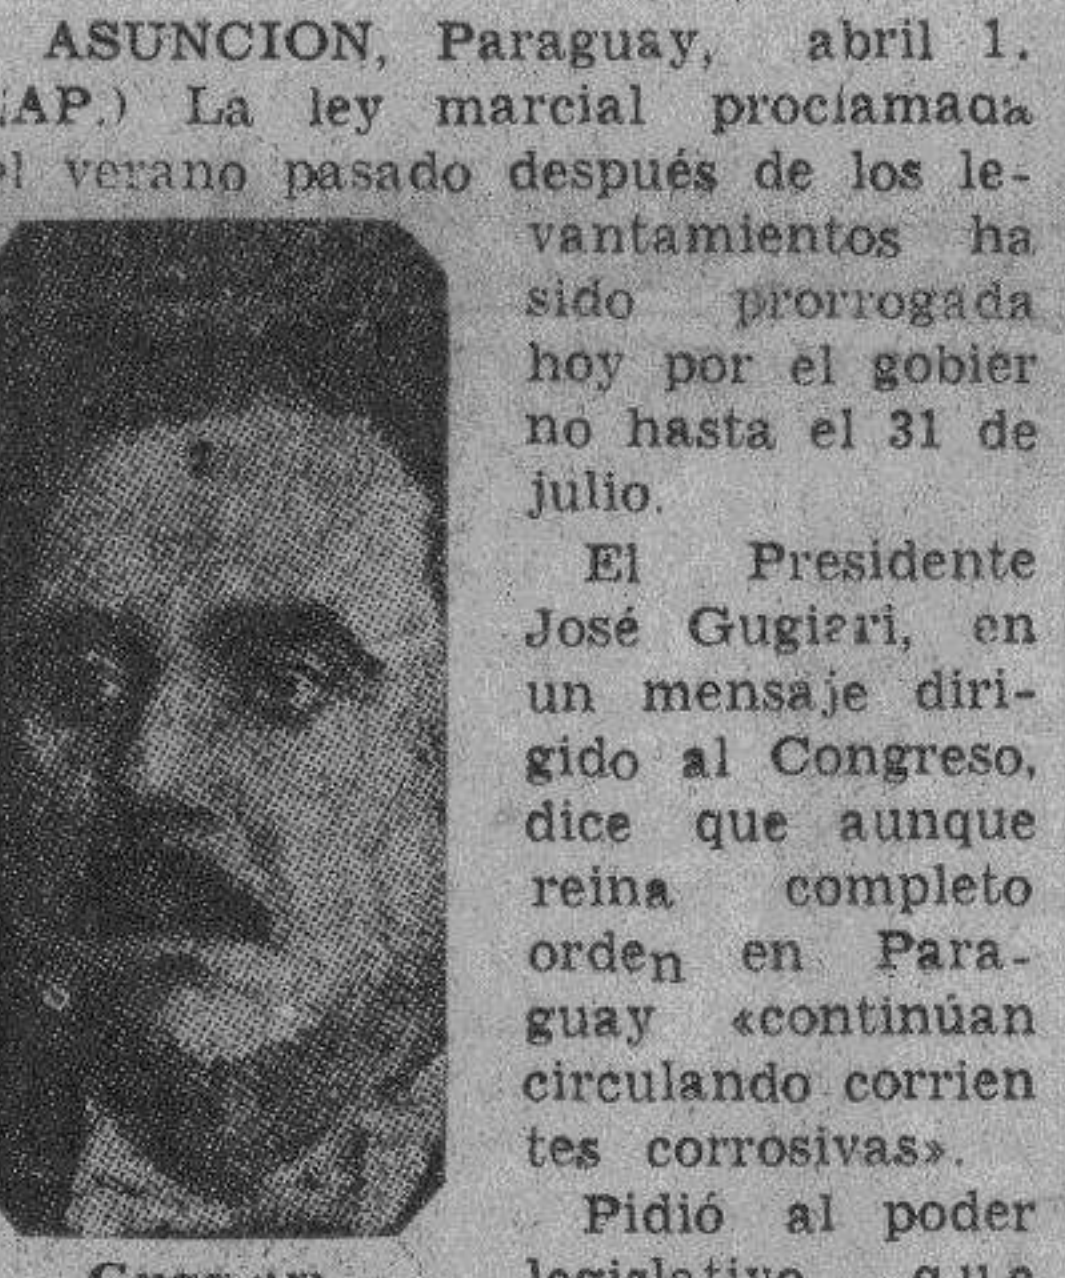 ASUNCION, Paraguay, abril 1.
(AP.) La ley marcial proclamada
el verano pasado después de los le-
vantamientos ha
sido prorrogada
hoy por el gobier
no hasta el 31 de
julio.
El Presidente
José Gugiari, en
un mensaje diri-
gido al Congreso,
dice que aunque
reina completo
orden en Para-
guay «continúan
circulando corrien
tes corrosivas».
Pidió al poder
legislativo que